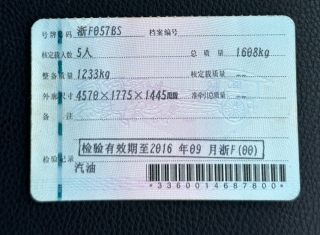 号牌号码 浙F057BS 档案编号
核定载人数 5人 总质量 1608kg
整备质量 1233kg 核定载质量 --
外廓尺寸 4570×1775×1445mm 准牵引总质量 --
备注
检验有效期至2016年09月浙F(00)
检验记录
汽油
*3360014687800*